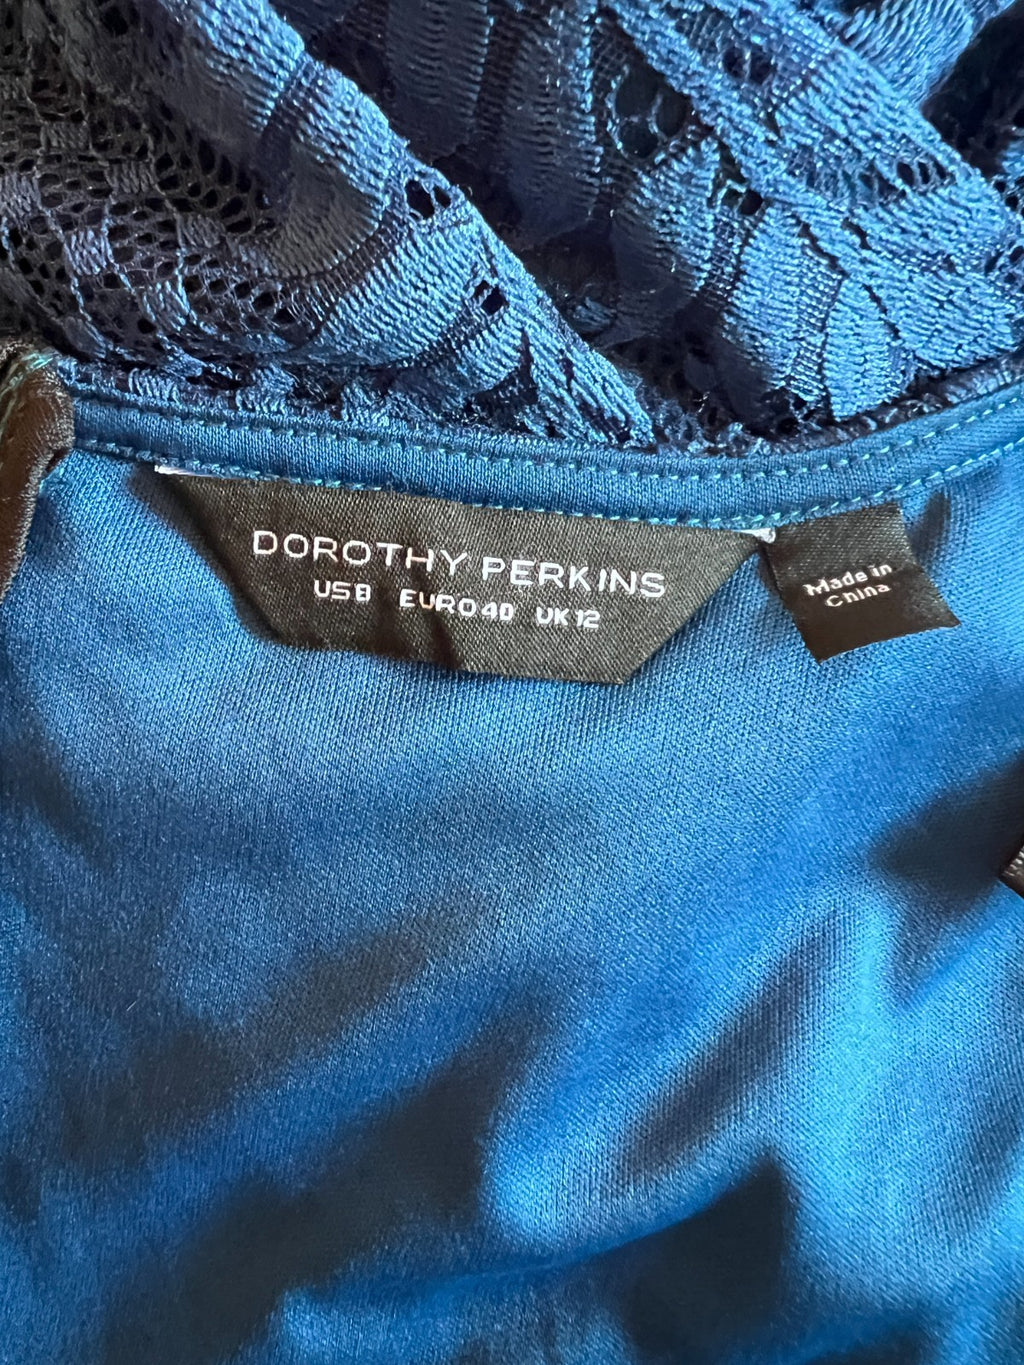 DOROTHY PERKINS
US8 EURO40 UK12
Made in
China